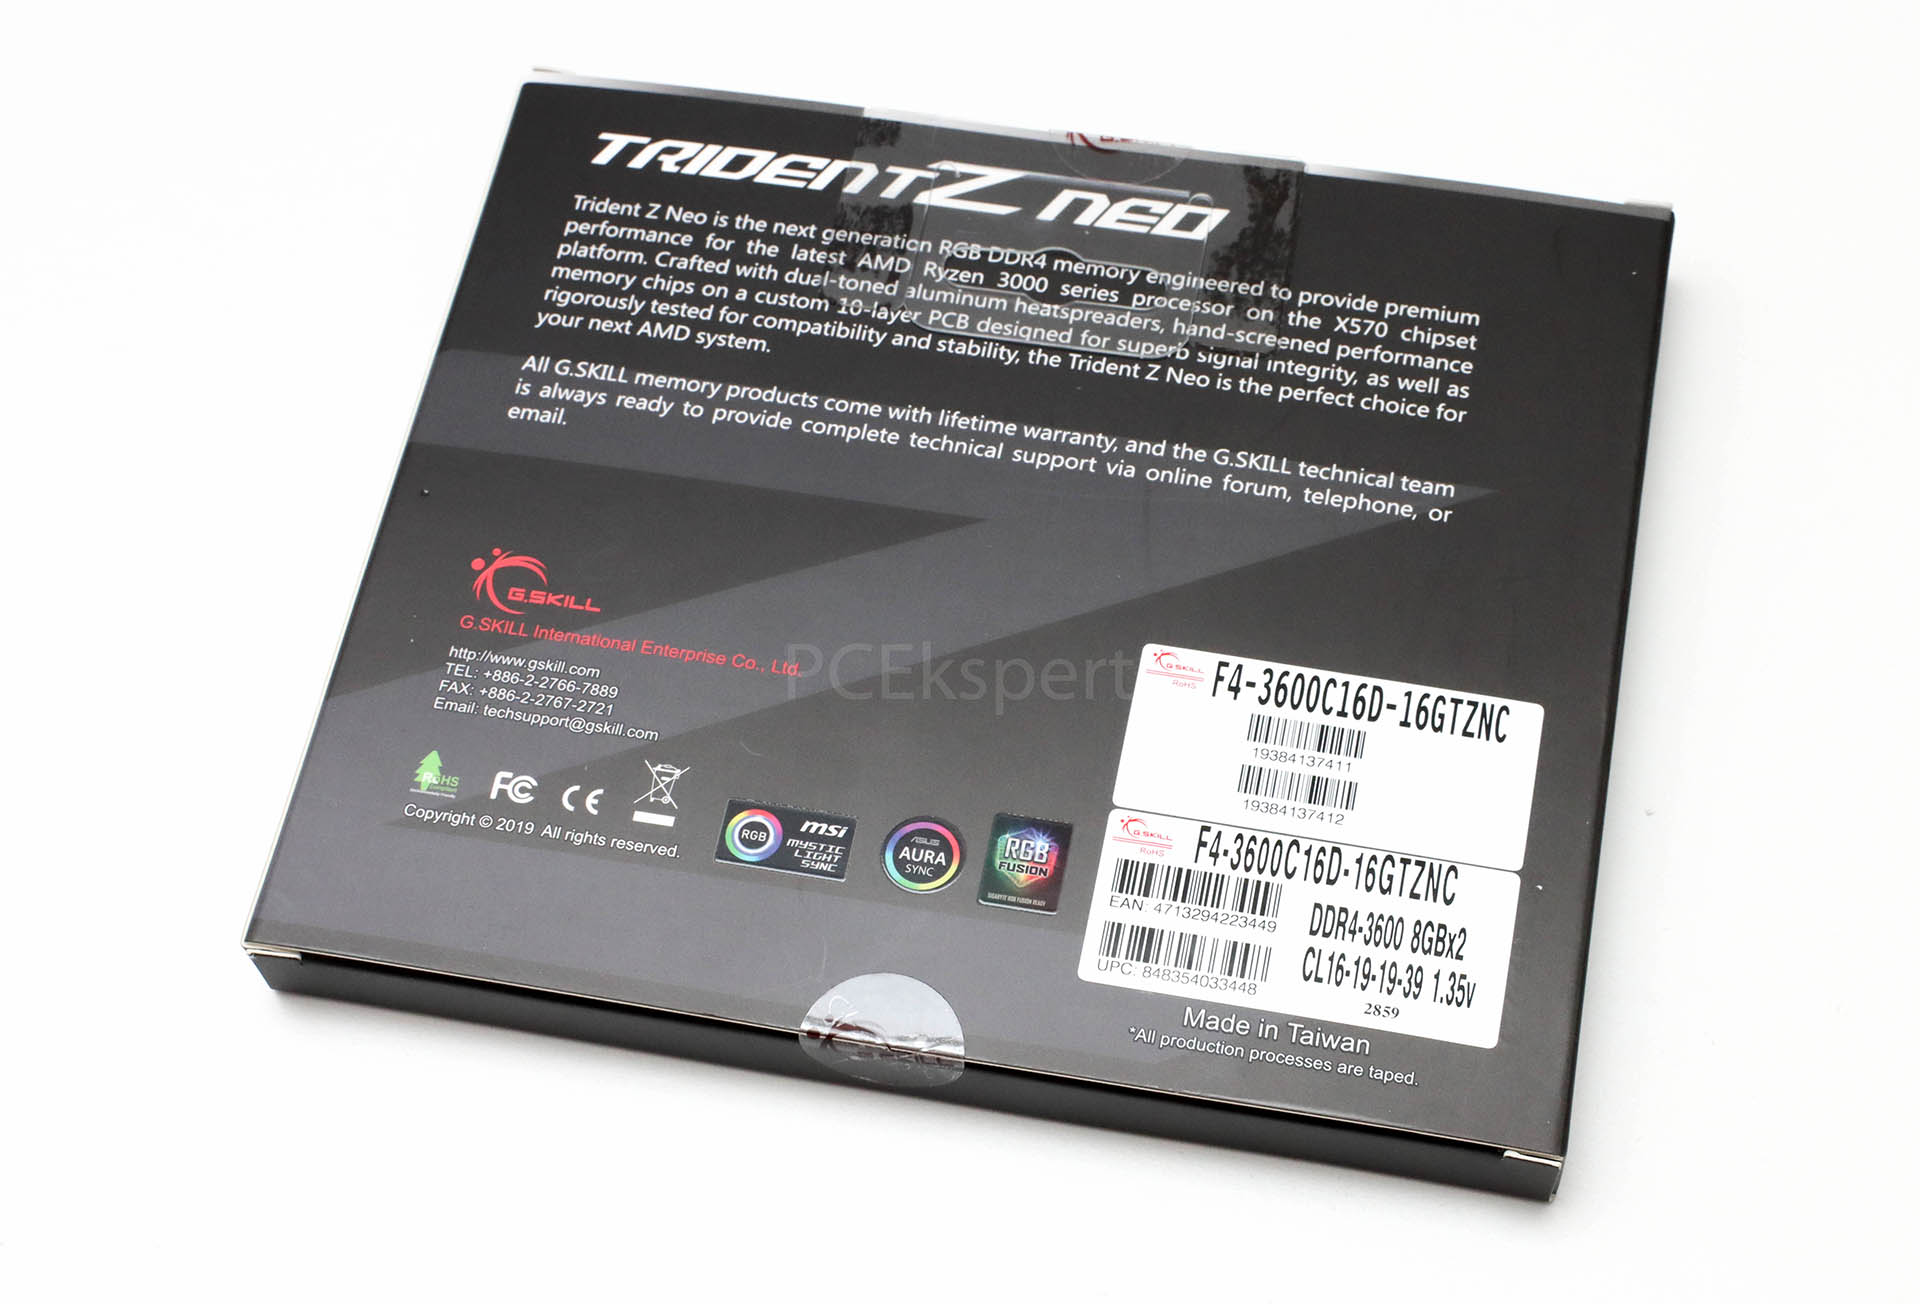 G.SKILL
TRIDENT Z NEO
Trident Z Neo is the next generation RGB DDR4 memory engineered to provide premium
performance for the latest AMD Ryzen 3000 series processor on the X570 chipset
platform. Crafted with dual-toned aluminum heatspreaders, hand-screened performance
memory chips on a custom 10-layer PCB designed for superb signal integrity, as well as
rigorously tested for compatibility and stability, the Trident Z Neo is the perfect choice for
your next AMD system.
All G.SKILL memory products come with lifetime warranty, and the G.SKILL technical team
is always ready to provide complete technical support via online forum, telephone, or
email.
G.SKILL
G.SKILL International Enterprise Co., Ltd.
http://www.gskill.com
TEL: +886-2-2766-7889
FAX: +886-2-2767-2721
Email: techsupport@gskill.com
RoHS
Compliant
FC CE
Copyright © 2019 All rights reserved.
RGB
msi
MYSTIC
LIGHT
SYNC
ASUS
AURA
SYNC
RGB
FUSION
GIGABYTE RGB FUSION READY
PCEkspert
G.SKILL
RoHS
F4-3600C16D-16GTZNC
19384137411
19384137412
G.SKILL
RoHS
F4-3600C16D-16GTZNC
EAN: 4713294223449
DDR4-3600 8GBx2
UPC: 848354033448
CL16-19-19-39 1.35v
2859
Made in Taiwan
*All production processes are taped.
G.SKILL